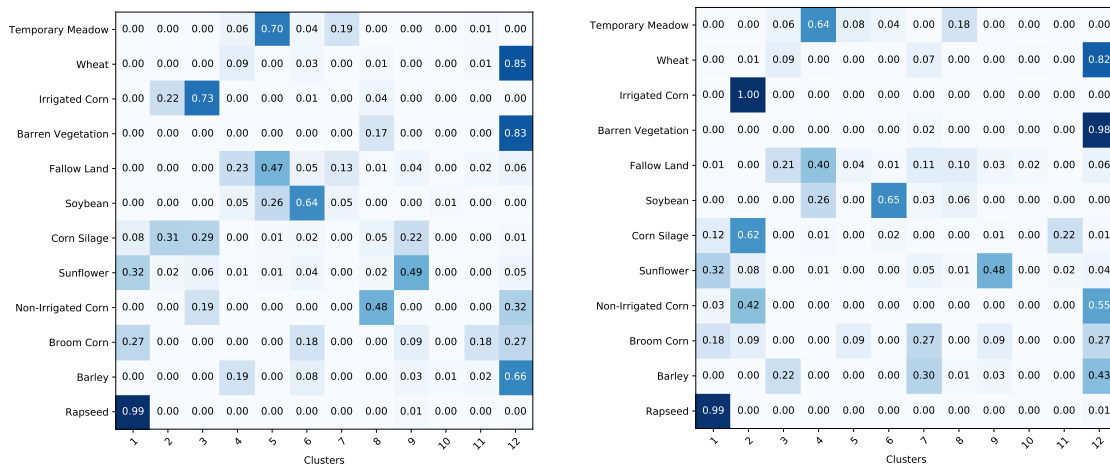 Temporary Meadow 0.00 0.00 0.00 0.06 0.70 0.04 0.19 0.00 0.00 0.00 0.01 0.00
Wheat 0.00 0.00 0.00 0.09 0.00 0.03 0.00 0.01 0.00 0.00 0.01 0.85
Irrigated Corn 0.00 0.22 0.73 0.00 0.00 0.01 0.00 0.04 0.00 0.00 0.00 0.00
Barren Vegetation 0.00 0.00 0.00 0.00 0.00 0.00 0.00 0.17 0.00 0.00 0.00 0.83
Fallow Land 0.00 0.00 0.00 0.23 0.47 0.05 0.13 0.01 0.04 0.00 0.02 0.06
Soybean 0.00 0.00 0.00 0.05 0.26 0.64 0.05 0.00 0.00 0.01 0.00 0.00
Corn Silage 0.08 0.31 0.29 0.00 0.01 0.02 0.00 0.05 0.22 0.00 0.00 0.01
Sunflower 0.32 0.02 0.06 0.01 0.01 0.04 0.00 0.02 0.49 0.00 0.00 0.05
Non-Irrigated Corn 0.00 0.00 0.19 0.00 0.00 0.00 0.00 0.48 0.00 0.00 0.00 0.32
Broom Corn 0.27 0.00 0.00 0.00 0.00 0.18 0.00 0.00 0.09 0.00 0.18 0.27
Barley 0.00 0.00 0.00 0.19 0.00 0.08 0.00 0.00 0.03 0.01 0.02 0.66
Rapseed 0.99 0.00 0.00 0.00 0.00 0.00 0.00 0.00 0.01 0.00 0.00 0.00
1 2 3 4 5 6 7 8 9 10 11 12
Clusters
Temporary Meadow 0.00 0.00 0.06 0.64 0.08 0.04 0.00 0.18 0.00 0.00 0.00 0.00
Wheat 0.00 0.01 0.09 0.00 0.00 0.00 0.07 0.00 0.01 0.00 0.00 0.82
Irrigated Corn 0.00 1.00 0.00 0.00 0.00 0.00 0.00 0.00 0.00 0.00 0.00 0.00
Barren Vegetation 0.00 0.00 0.00 0.00 0.00 0.00 0.02 0.00 0.00 0.00 0.00 0.98
Fallow Land 0.01 0.00 0.21 0.40 0.04 0.01 0.11 0.10 0.03 0.02 0.00 0.06
Soybean 0.00 0.00 0.00 0.26 0.00 0.65 0.03 0.06 0.00 0.00 0.00 0.00
Corn Silage 0.12 0.62 0.00 0.01 0.00 0.02 0.01 0.00 0.01 0.00 0.22 0.01
Sunflower 0.32 0.08 0.00 0.01 0.00 0.00 0.05 0.01 0.48 0.00 0.02 0.04
Non-Irrigated Corn 0.03 0.42 0.00 0.00 0.00 0.00 0.00 0.00 0.00 0.00 0.00 0.55
Broom Corn 0.18 0.09 0.00 0.00 0.09 0.00 0.27 0.00 0.09 0.00 0.00 0.27
Barley 0.00 0.00 0.22 0.00 0.00 0.00 0.30 0.01 0.03 0.00 0.00 0.43
Rapseed 0.99 0.00 0.00 0.00 0.00 0.00 0.00 0.00 0.00 0.00 0.00 0.01
1 2 3 4 5 6 7 8 9 10 11 12
Clusters